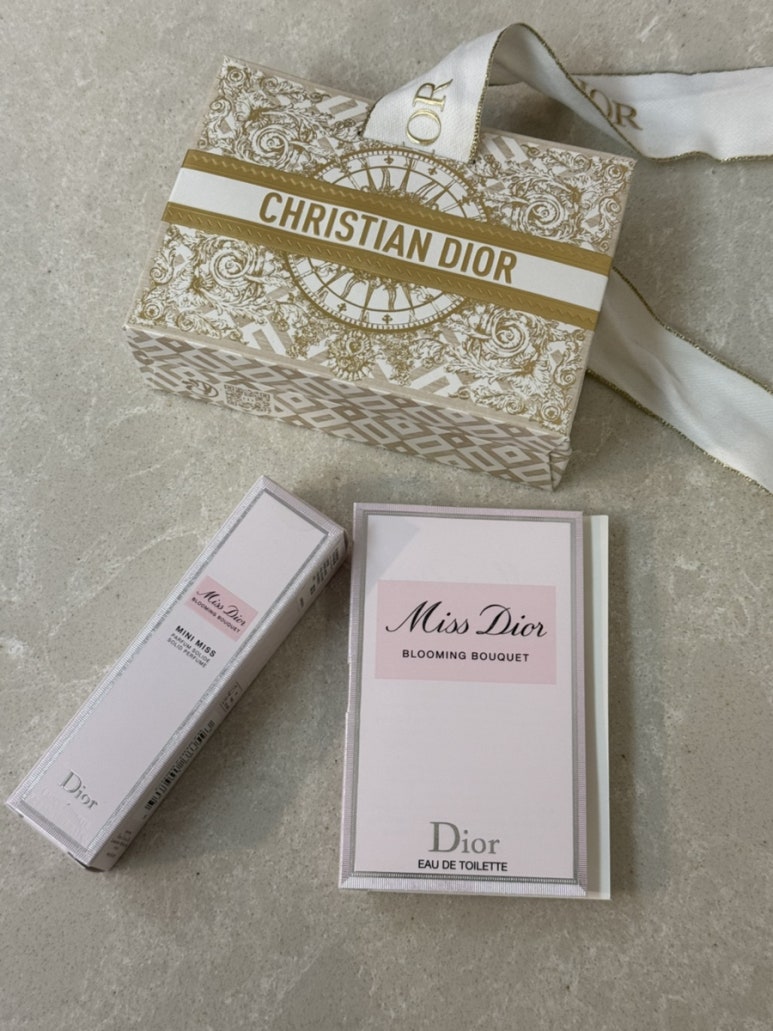 OR
DIOR
CHRISTIAN DIOR
Miss Dior
BLOOMING BOUQUET
MINI MISS
PARFUM SOLIDE
SOLID PERFUME
Dior
Miss Dior
BLOOMING BOUQUET
Dior
EAU DE TOILETTE